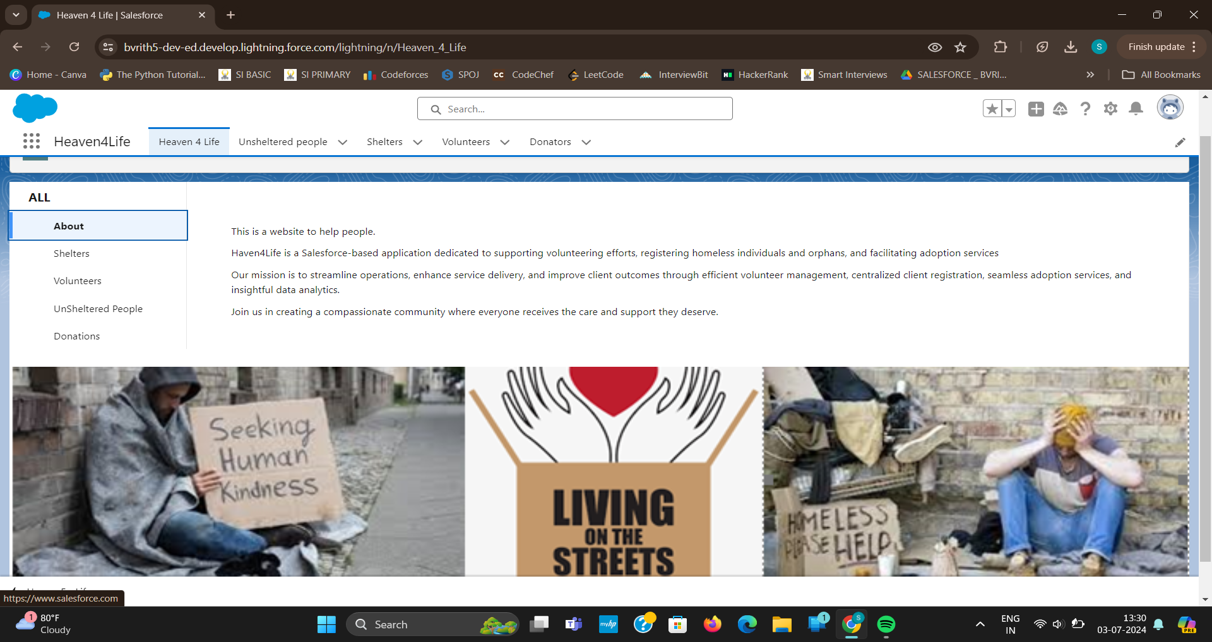 Heaven 4 Life | Salesforce
bvrith5-dev-ed.develop.lightning.force.com/lightning/n/Heaven_4_Life
S
Finish update
Home - Canva
The Python Tutorial...
SI BASIC
SI PRIMARY
Codeforces
SPOJ
CodeChef
LeetCode
InterviewBit
HackerRank
Smart Interviews
SALESFORCE _ BVRI...
All Bookmarks
Search...
Heaven4Life
Heaven 4 Life
Unsheltered people
Shelters
Volunteers
Donators
ALL
About
Shelters
Volunteers
UnSheltered People
Donations
This is a website to help people.
Haven4Life is a Salesforce-based application dedicated to supporting volunteering efforts, registering homeless individuals and orphans, and facilitating adoption services
Our mission is to streamline operations, enhance service delivery, and improve client outcomes through efficient volunteer management, centralized client registration, seamless adoption services, and
insightful data analytics.
Join us in creating a compassionate community where everyone receives the care and support they deserve.
Seeking
Human
Kindness
LIVING
ON THE
STREETS
HOMELESS
PLEASE HELP
https://www.salesforce.com
1
80°F
Cloudy
Search
1
S
ENG
IN
13:30
03-07-2024